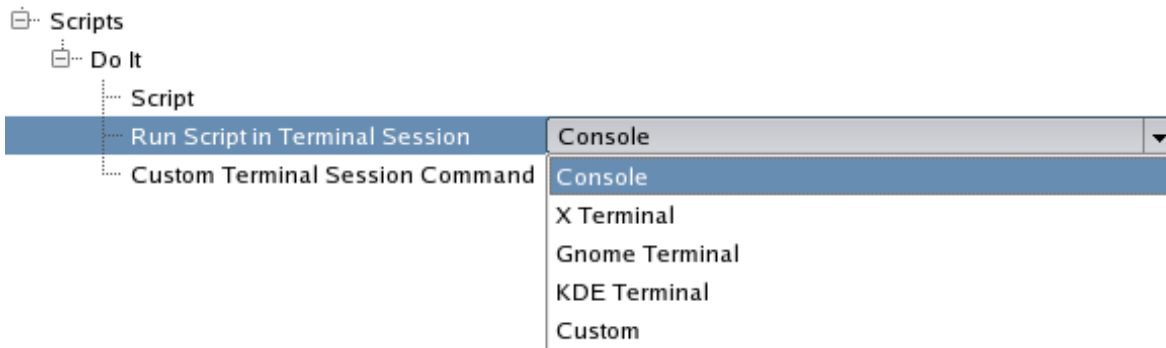 Scripts
Do It
Script
Run Script in Terminal Session Console
Custom Terminal Session Command Console
X Terminal
Gnome Terminal
KDE Terminal
Custom